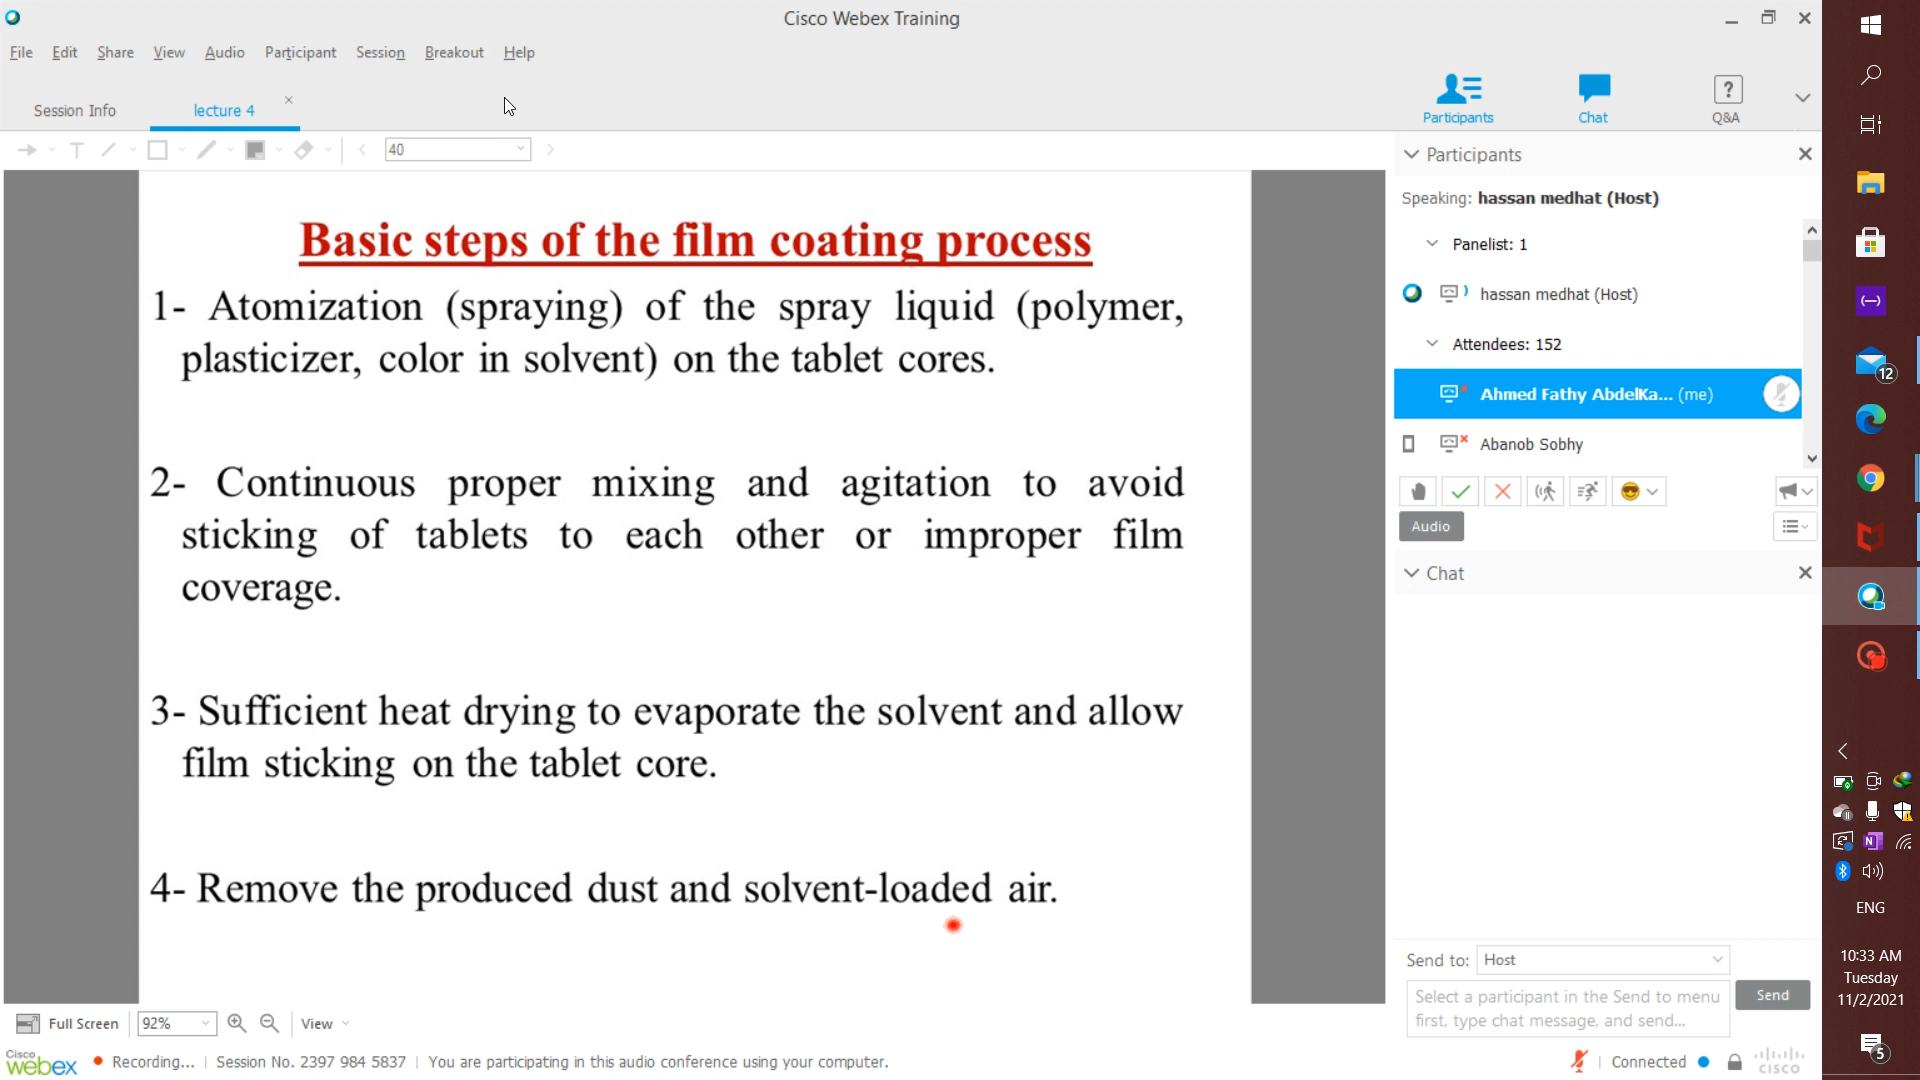 Cisco Webex Training
File Edit Share View Audio Participant Session Breakout Help
Participants Chat Q&A
Session Info lecture 4
40
Basic steps of the film coating process
1- Atomization (spraying) of the spray liquid (polymer,
plasticizer, color in solvent) on the tablet cores.
2- Continuous proper mixing and agitation to avoid
sticking of tablets to each other or improper film
coverage.
3- Sufficient heat drying to evaporate the solvent and allow
film sticking on the tablet core.
4- Remove the produced dust and solvent-loaded air.
Participants
Speaking: hassan medhat (Host)
Panelist: 1
hassan medhat (Host)
Attendees: 152
Ahmed Fathy AbdelKa... (me)
Abanob Sobhy
Audio
Chat
Send to: Host
Select a participant in the Send to menu
first, type chat message, and send...
Send
Full Screen 92% View
Cisco
webex Recording... Session No. 2397 984 5837 You are participating in this audio conference using your computer.
Connected
cisco
12
ENG
10:33 AM
Tuesday
11/2/2021
5